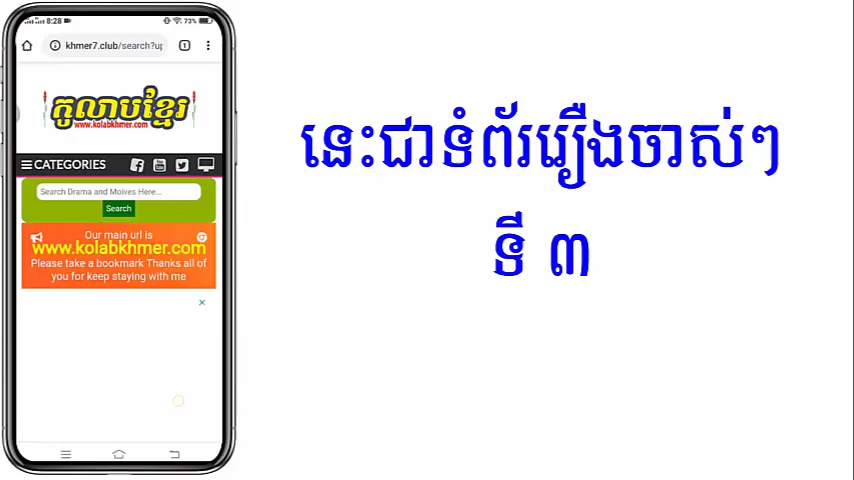 8:28
73%
khmer7.club/search?up
1
កូលាបខ្មែរ
www.kolabkhmer.com
CATEGORIES
Search Drama and Moives Here...
Search
Our main url is
www.kolabkhmer.com
Please take a bookmark Thanks all of
you for keep staying with me
នេះជាទំព័ររឿងចាស់ៗ
ទី ៣